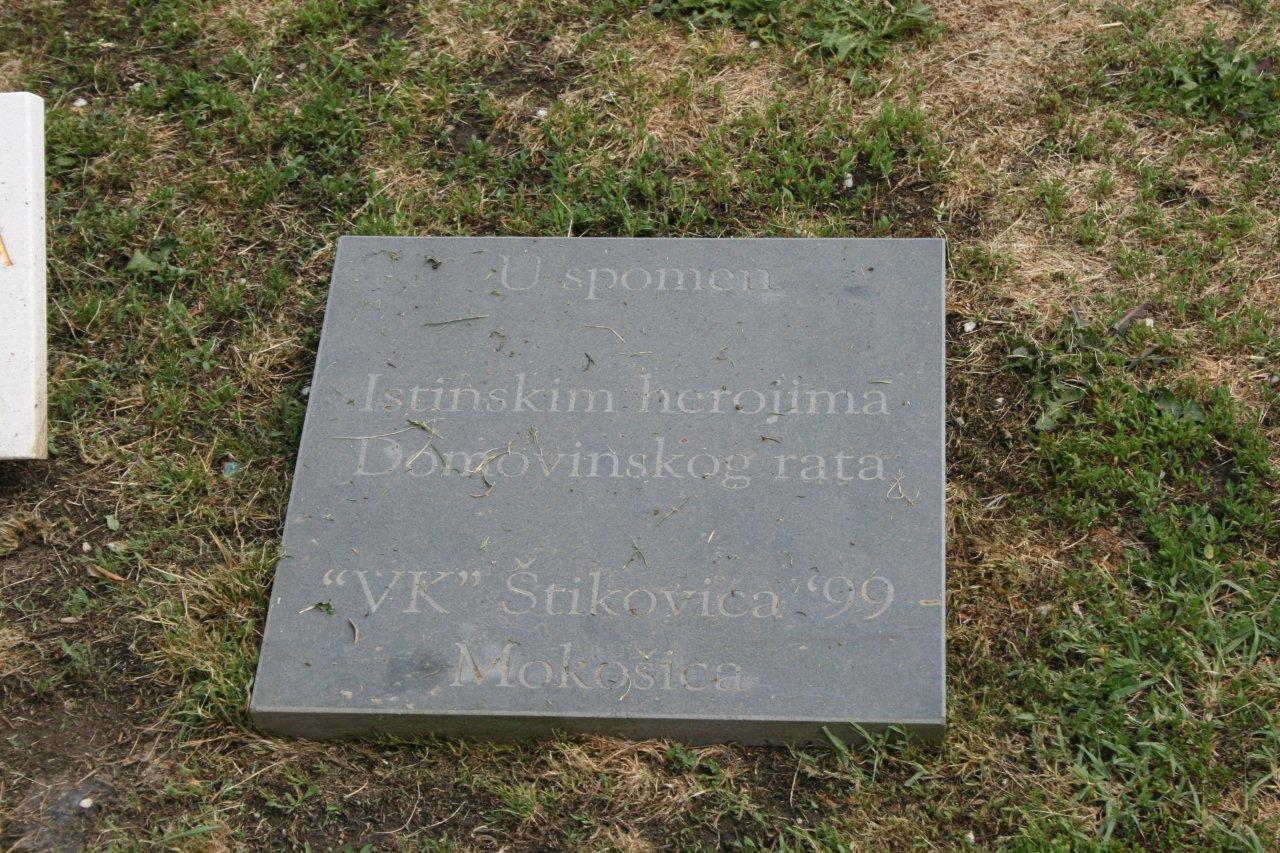 U spomen
Istinskim herojima
Domovinskog rata
“VK” Štikovica ‘99
Mokošica